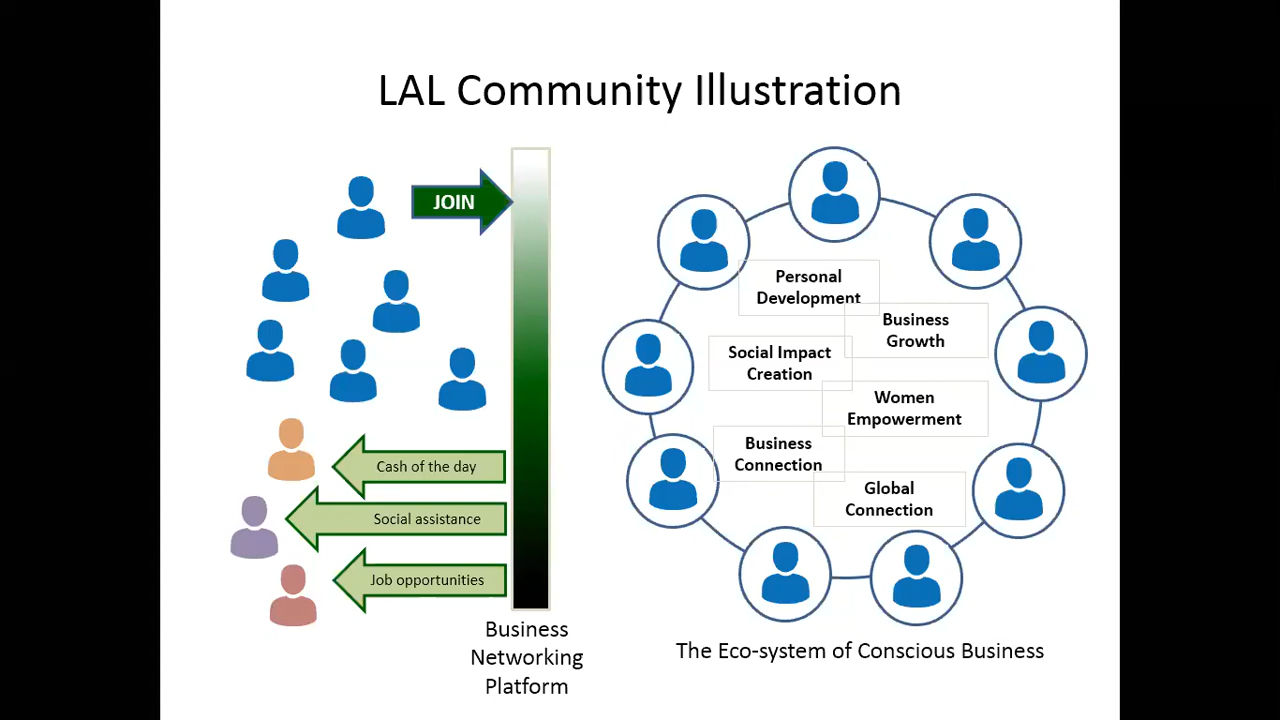 LAL Community Illustration
JOIN
Cash of the day
Social assistance
Job opportunities
Business
Networking
Platform
Personal
Development
Business
Growth
Social Impact
Creation
Women
Empowerment
Business
Connection
Global
Connection
The Eco-system of Conscious Business